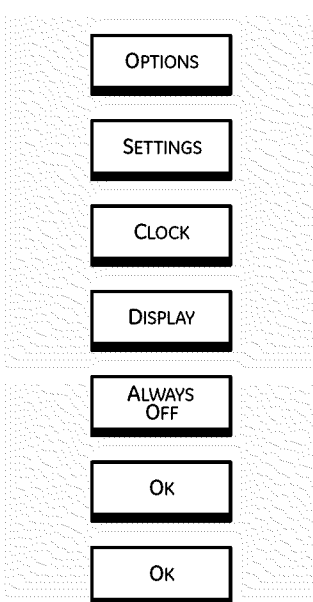 OPTIONS
SETTINGS
CLOCK
DISPLAY
ALWAYS
OFF
OK
OK